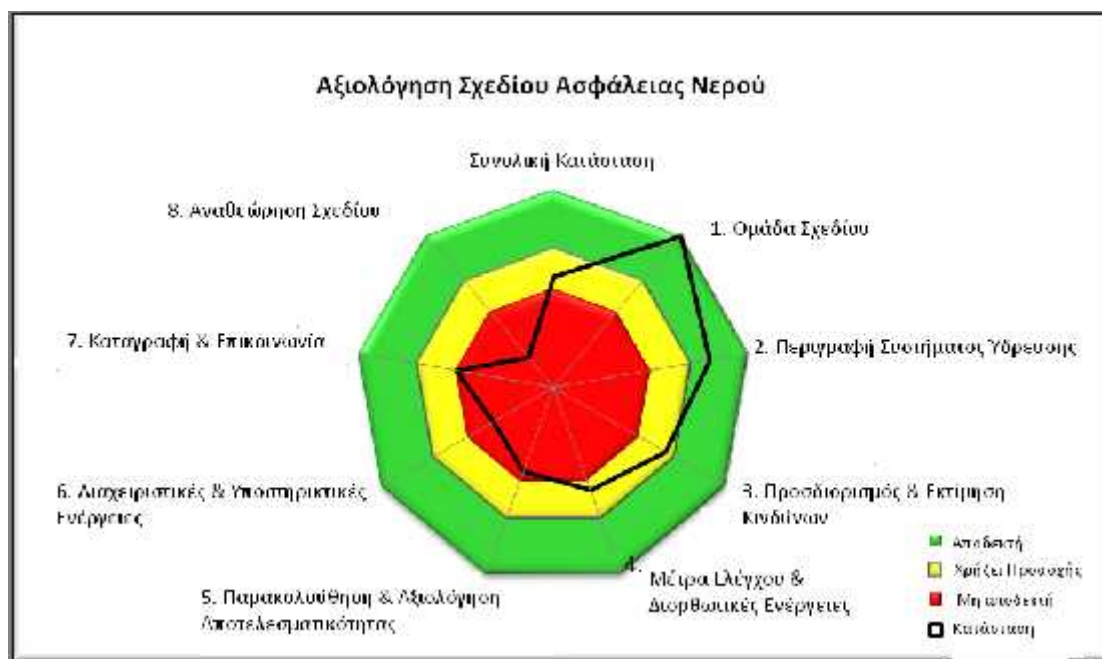 Αξιολόγηση Σχεδίου Ασφάλειας Νερού
Συνολική Κατάσταση
1. Ομάδα Σχεδίου
2. Περιγραφή Συστήματος Ύδρευσης
3. Προσδιορισμός & Εκτίμηση
Κινδύνων
4.
Μέτρα Ελέγχου &
Διορθωτικές Ενέργειες
5. Παρακολούθηση & Αξιολόγηση
Αποτελεσματικότητας
6. Διαχειριστικές & Υποστηρικτικές
Ενέργειες
7. Καταγραφή & Επικοινωνία
8. Αναθεώρηση Σχεδίου
Αποδεκτή
Χρήζει Προσοχής
Μη αποδεκτή
Κατάσταση